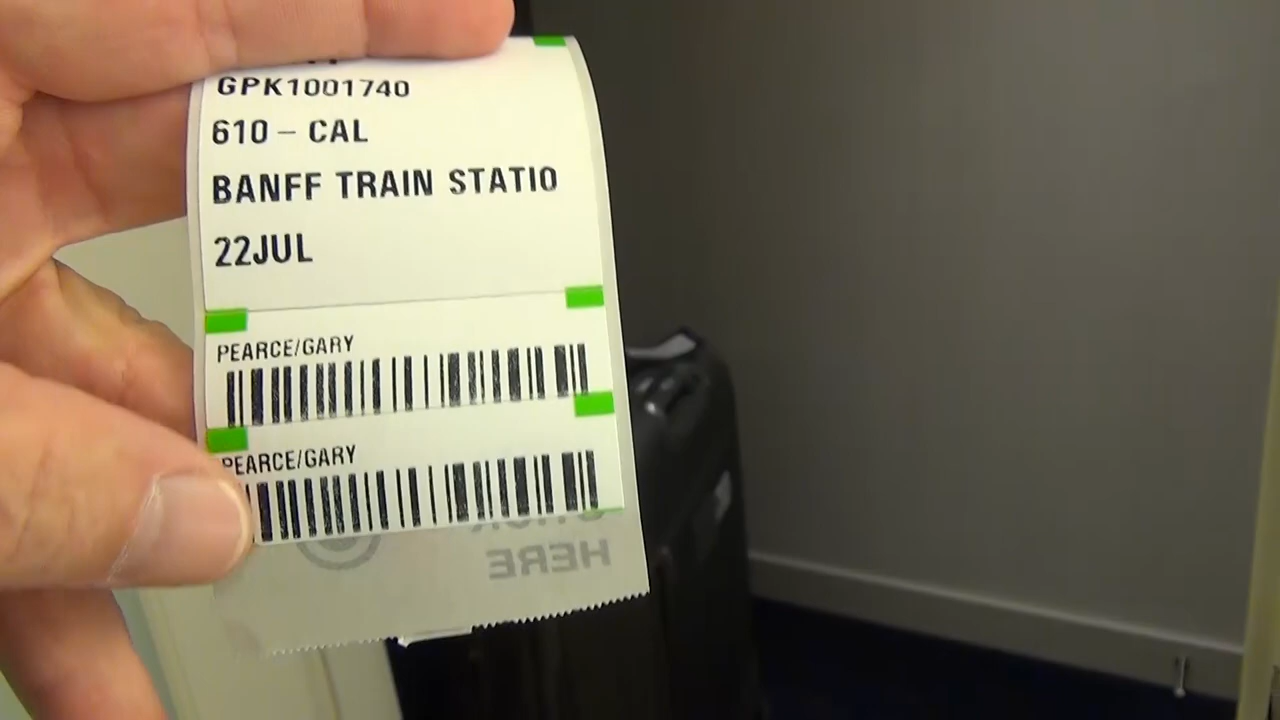 GPK1001740
610 - CAL
BANFF TRAIN STATIO
22JUL
PEARCE/GARY
PEARCE/GARY
HERE